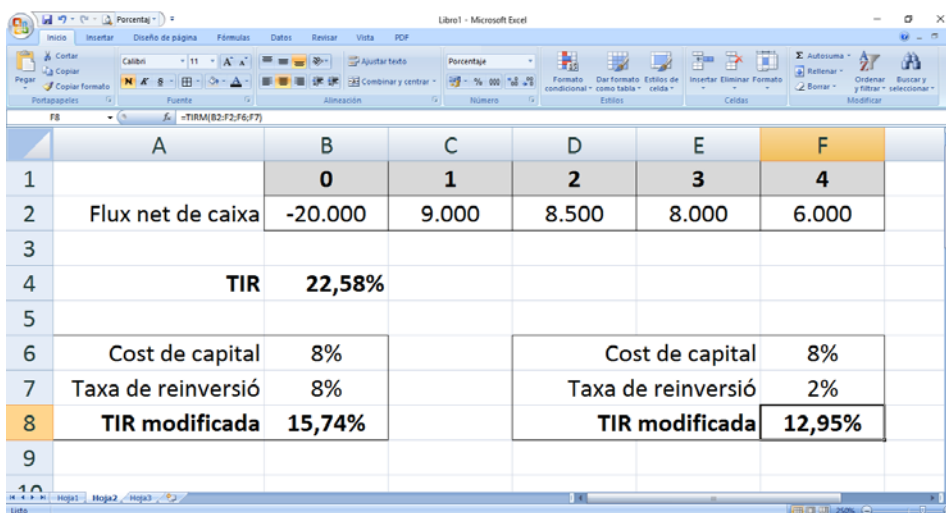 Porcentaj
Libro1 - Microsoft Excel
Inicio Insertar Diseño de página Fórmulas Datos Revisar Vista PDF
Pegar
Cortar
Copiar
Copiar formato
Portapapeles
Calibri 11
N K S
Fuente
Ajustar texto
Combinar y centrar
Alineación
Porcentaje
% 000
Número
Formato condicional
Dar formato como tabla
Estilos de celda
Estilos
Insertar Eliminar Formato
Celdas
Σ Autosuma
Rellenar
Borrar
Ordenar y filtrar
Buscar y seleccionar
Modificar
F8 fx =TIRM(B2:F2;F6;F7)
A B C D E F
1 0 1 2 3 4
2 Flux net de caixa -20.000 9.000 8.500 8.000 6.000
3
4 TIR 22,58%
5
6 Cost de capital 8% Cost de capital 8%
7 Taxa de reinversió 8% Taxa de reinversió 2%
8 TIR modificada 15,74% TIR modificada 12,95%
9
10
Hoja1 Hoja2 Hoja3
Listo 250%